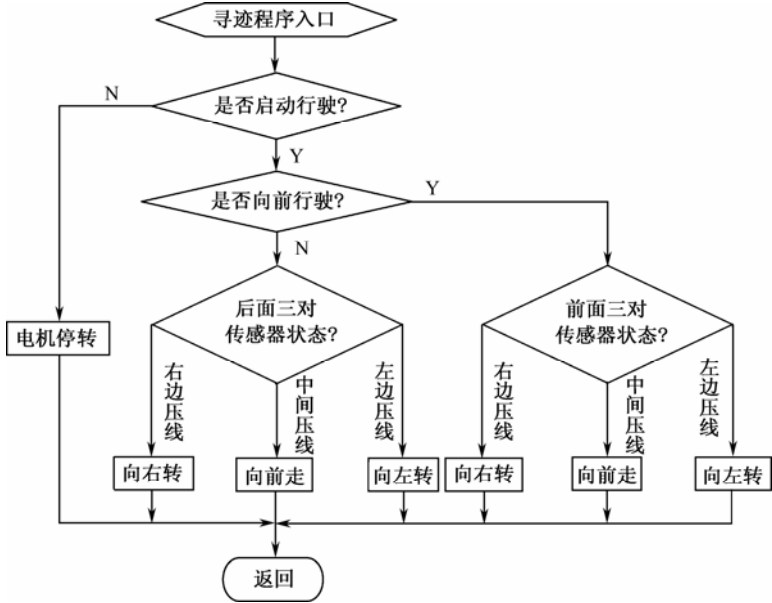 寻迹程序入口
N
是否启动行驶?
Y
是否向前行驶?
Y
N
后面三对
传感器状态?
前面三对
传感器状态?
电机停转
右边压线
中间压线
左边压线
右边压线
中间压线
左边压线
向右转
向前走
向左转
向右转
向前走
向左转
返回